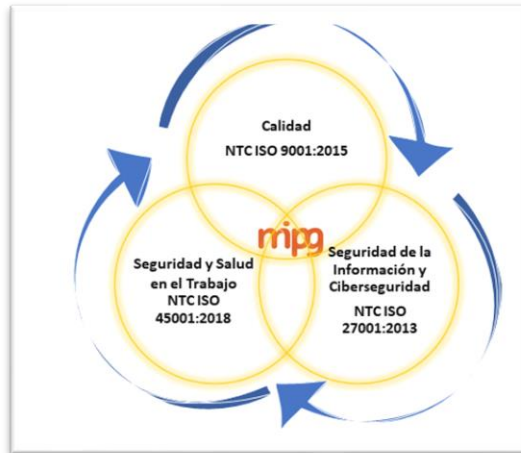 Calidad
NTC ISO 9001:2015
mipg
Seguridad y Salud
en el Trabajo
NTC ISO
45001:2018
Seguridad de la
Información y
Ciberseguridad
NTC ISO
27001:2013